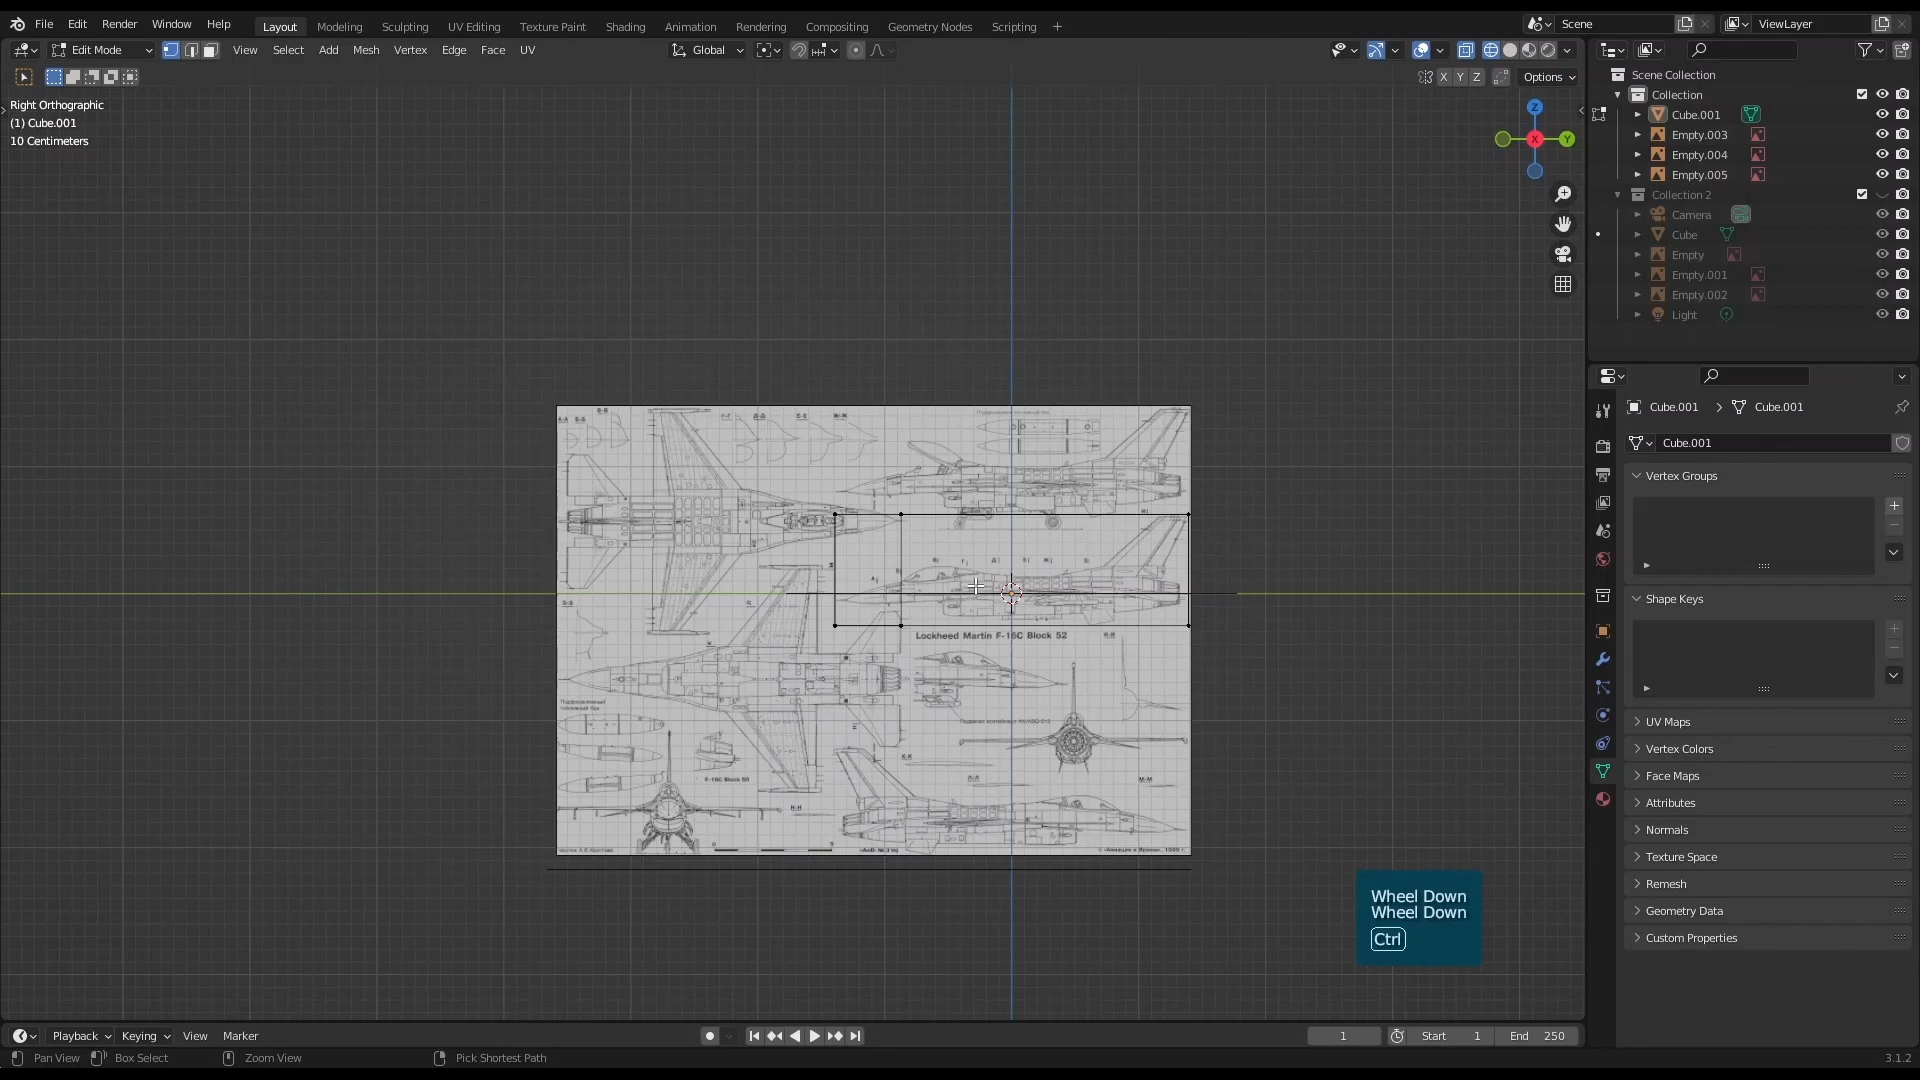 File Edit Render Window Help Layout Modeling Sculpting UV Editing Texture Paint Shading Animation Rendering Compositing Geometry Nodes Scripting + Scene ViewLayer
Edit Mode View Select Add Mesh Vertex Edge Face UV Global
X Y Z Options
Right Orthographic
(1) Cube.001
10 Centimeters
Z
X
Y
Scene Collection
Collection
Cube.001
Empty.003
Empty.004
Empty.005
Collection 2
Camera
Cube
Empty
Empty.001
Empty.002
Light
Cube.001 Cube.001
Cube.001
Vertex Groups
Shape Keys
UV Maps
Vertex Colors
Face Maps
Attributes
Normals
Texture Space
Remesh
Geometry Data
Custom Properties
А-А Б-Б В-В Г-Г Д-Д Е-Е Ж-Ж
Lockheed Martin F-16C Block 52
И-И
З-З
F-16C Block 50
К-К
Л-Л
М-М
Н-Н
Wheel Down
Wheel Down
Ctrl
Playback Keying View Marker 1 Start 1 End 250
Pan View Box Select Zoom View Pick Shortest Path 3.1.2